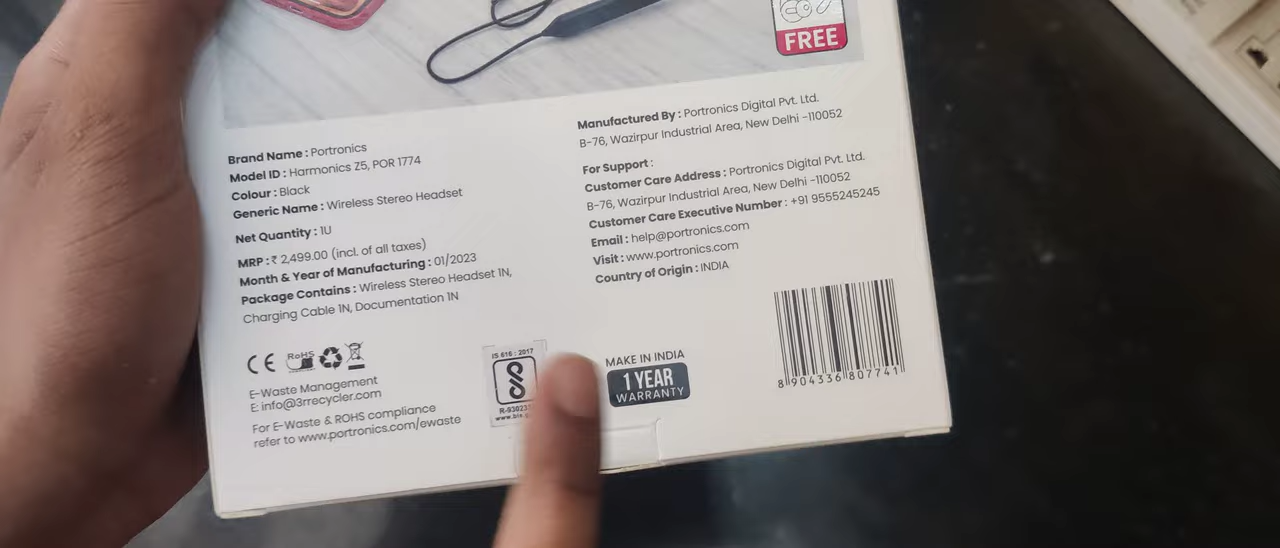 FREE
Brand Name : Portronics
Model ID : Harmonics Z5, POR 1774
Colour : Black
Generic Name : Wireless Stereo Headset
Net Quantity : 1U
MRP : ₹ 2,499.00 (incl. of all taxes)
Month & Year of Manufacturing : 01/2023
Package Contains : Wireless Stereo Headset 1N,
Charging Cable 1N, Documentation 1N
Manufactured By : Portronics Digital Pvt. Ltd.
B-76, Wazirpur Industrial Area, New Delhi -110052
For Support :
Customer Care Address : Portronics Digital Pvt. Ltd.
B-76, Wazirpur Industrial Area, New Delhi -110052
Customer Care Executive Number : +91 9555245245
Email : help@portronics.com
Visit : www.portronics.com
Country of Origin : INDIA
CE RoHS
E-Waste Management
E: info@3rrecycler.com
For E-Waste & ROHS compliance
refer to www.portronics.com/ewaste
IS 616 : 2017
MAKE IN INDIA
1 YEAR
WARRANTY
8 904336 807741